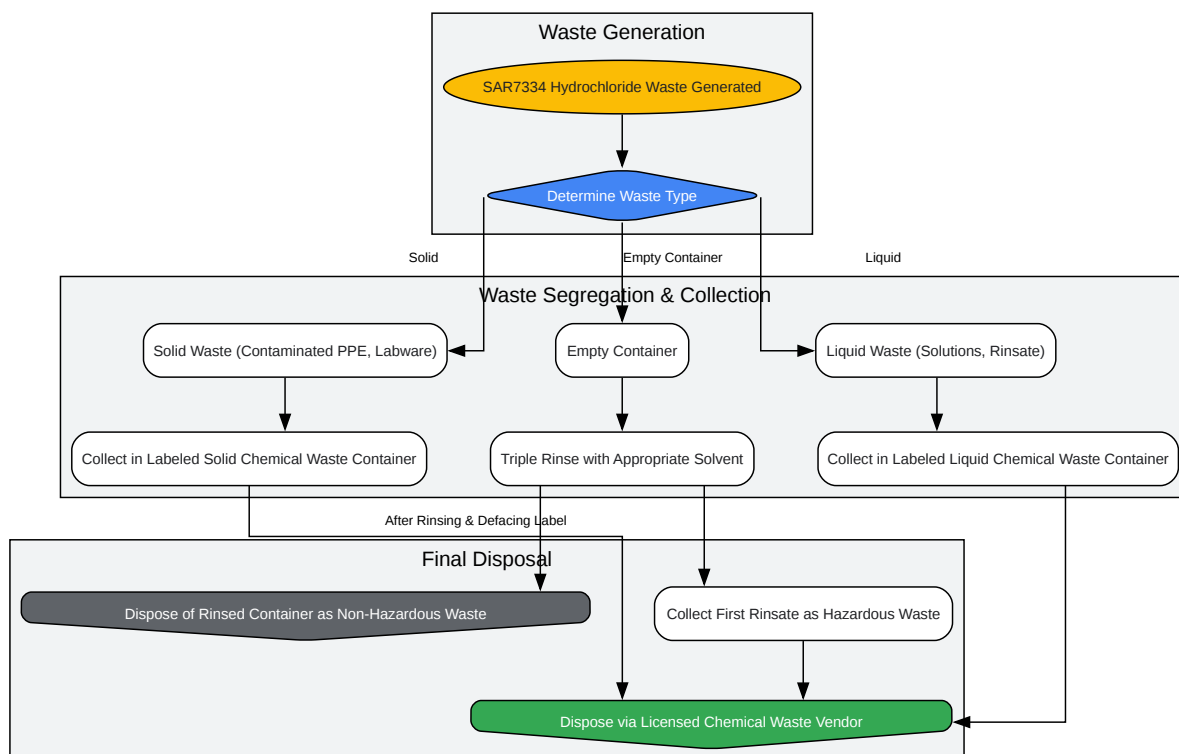 Waste Generation
SAR7334 Hydrochloride Waste Generated
Determine Waste Type
Solid
Empty Container
Liquid
Waste Segregation & Collection
Solid Waste (Contaminated PPE, Labware)
Empty Container
Liquid Waste (Solutions, Rinsate)
Collect in Labeled Solid Chemical Waste Container
Triple Rinse with Appropriate Solvent
Collect in Labeled Liquid Chemical Waste Container
After Rinsing & Defacing Label
Final Disposal
Dispose of Rinsed Container as Non-Hazardous Waste
Collect First Rinsate as Hazardous Waste
Dispose via Licensed Chemical Waste Vendor